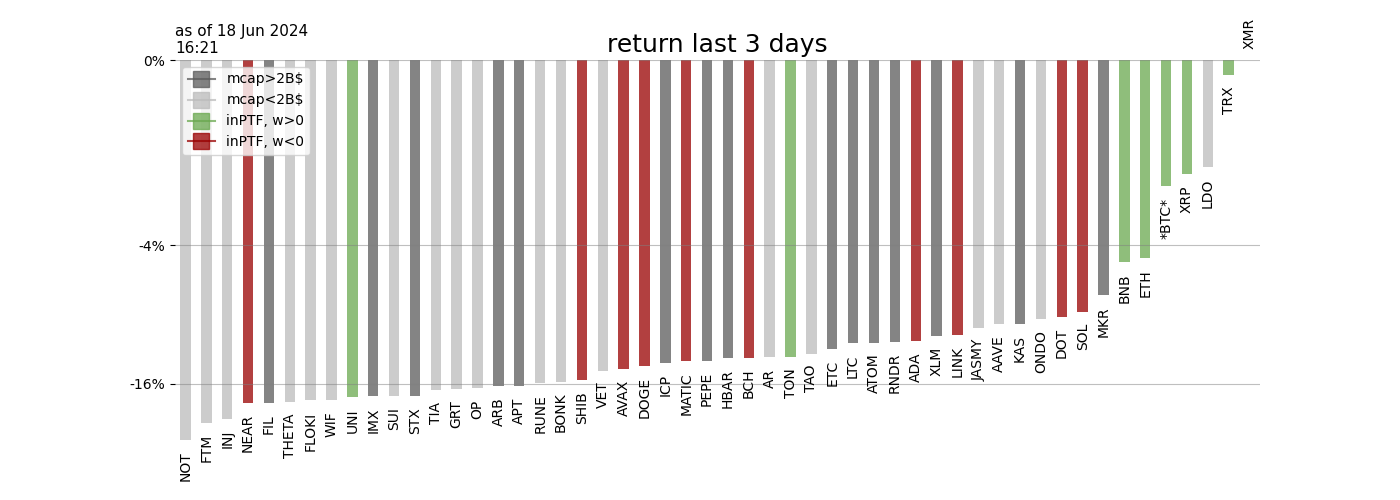 as of 18 Jun 2024
16:21
return last 3 days
XMR
0%
mcap>2B$
mcap<2B$
inPTF, w>0
inPTF, w<0
-4%
-16%
NOT
FTM
INJ
NEAR
FIL
THETA
FLOKI
WIF
UNI
IMX
SUI
STX
TIA
GRT
OP
ARB
APT
RUNE
BONK
SHIB
VET
AVAX
DOGE
ICP
MATIC
PEPE
HBAR
BCH
AR
TON
TAO
ETC
LTC
ATOM
RNDR
ADA
XLM
LINK
JASMY
AAVE
KAS
ONDO
DOT
SOL
MKR
BNB
ETH
*BTC*
XRP
LDO
TRX